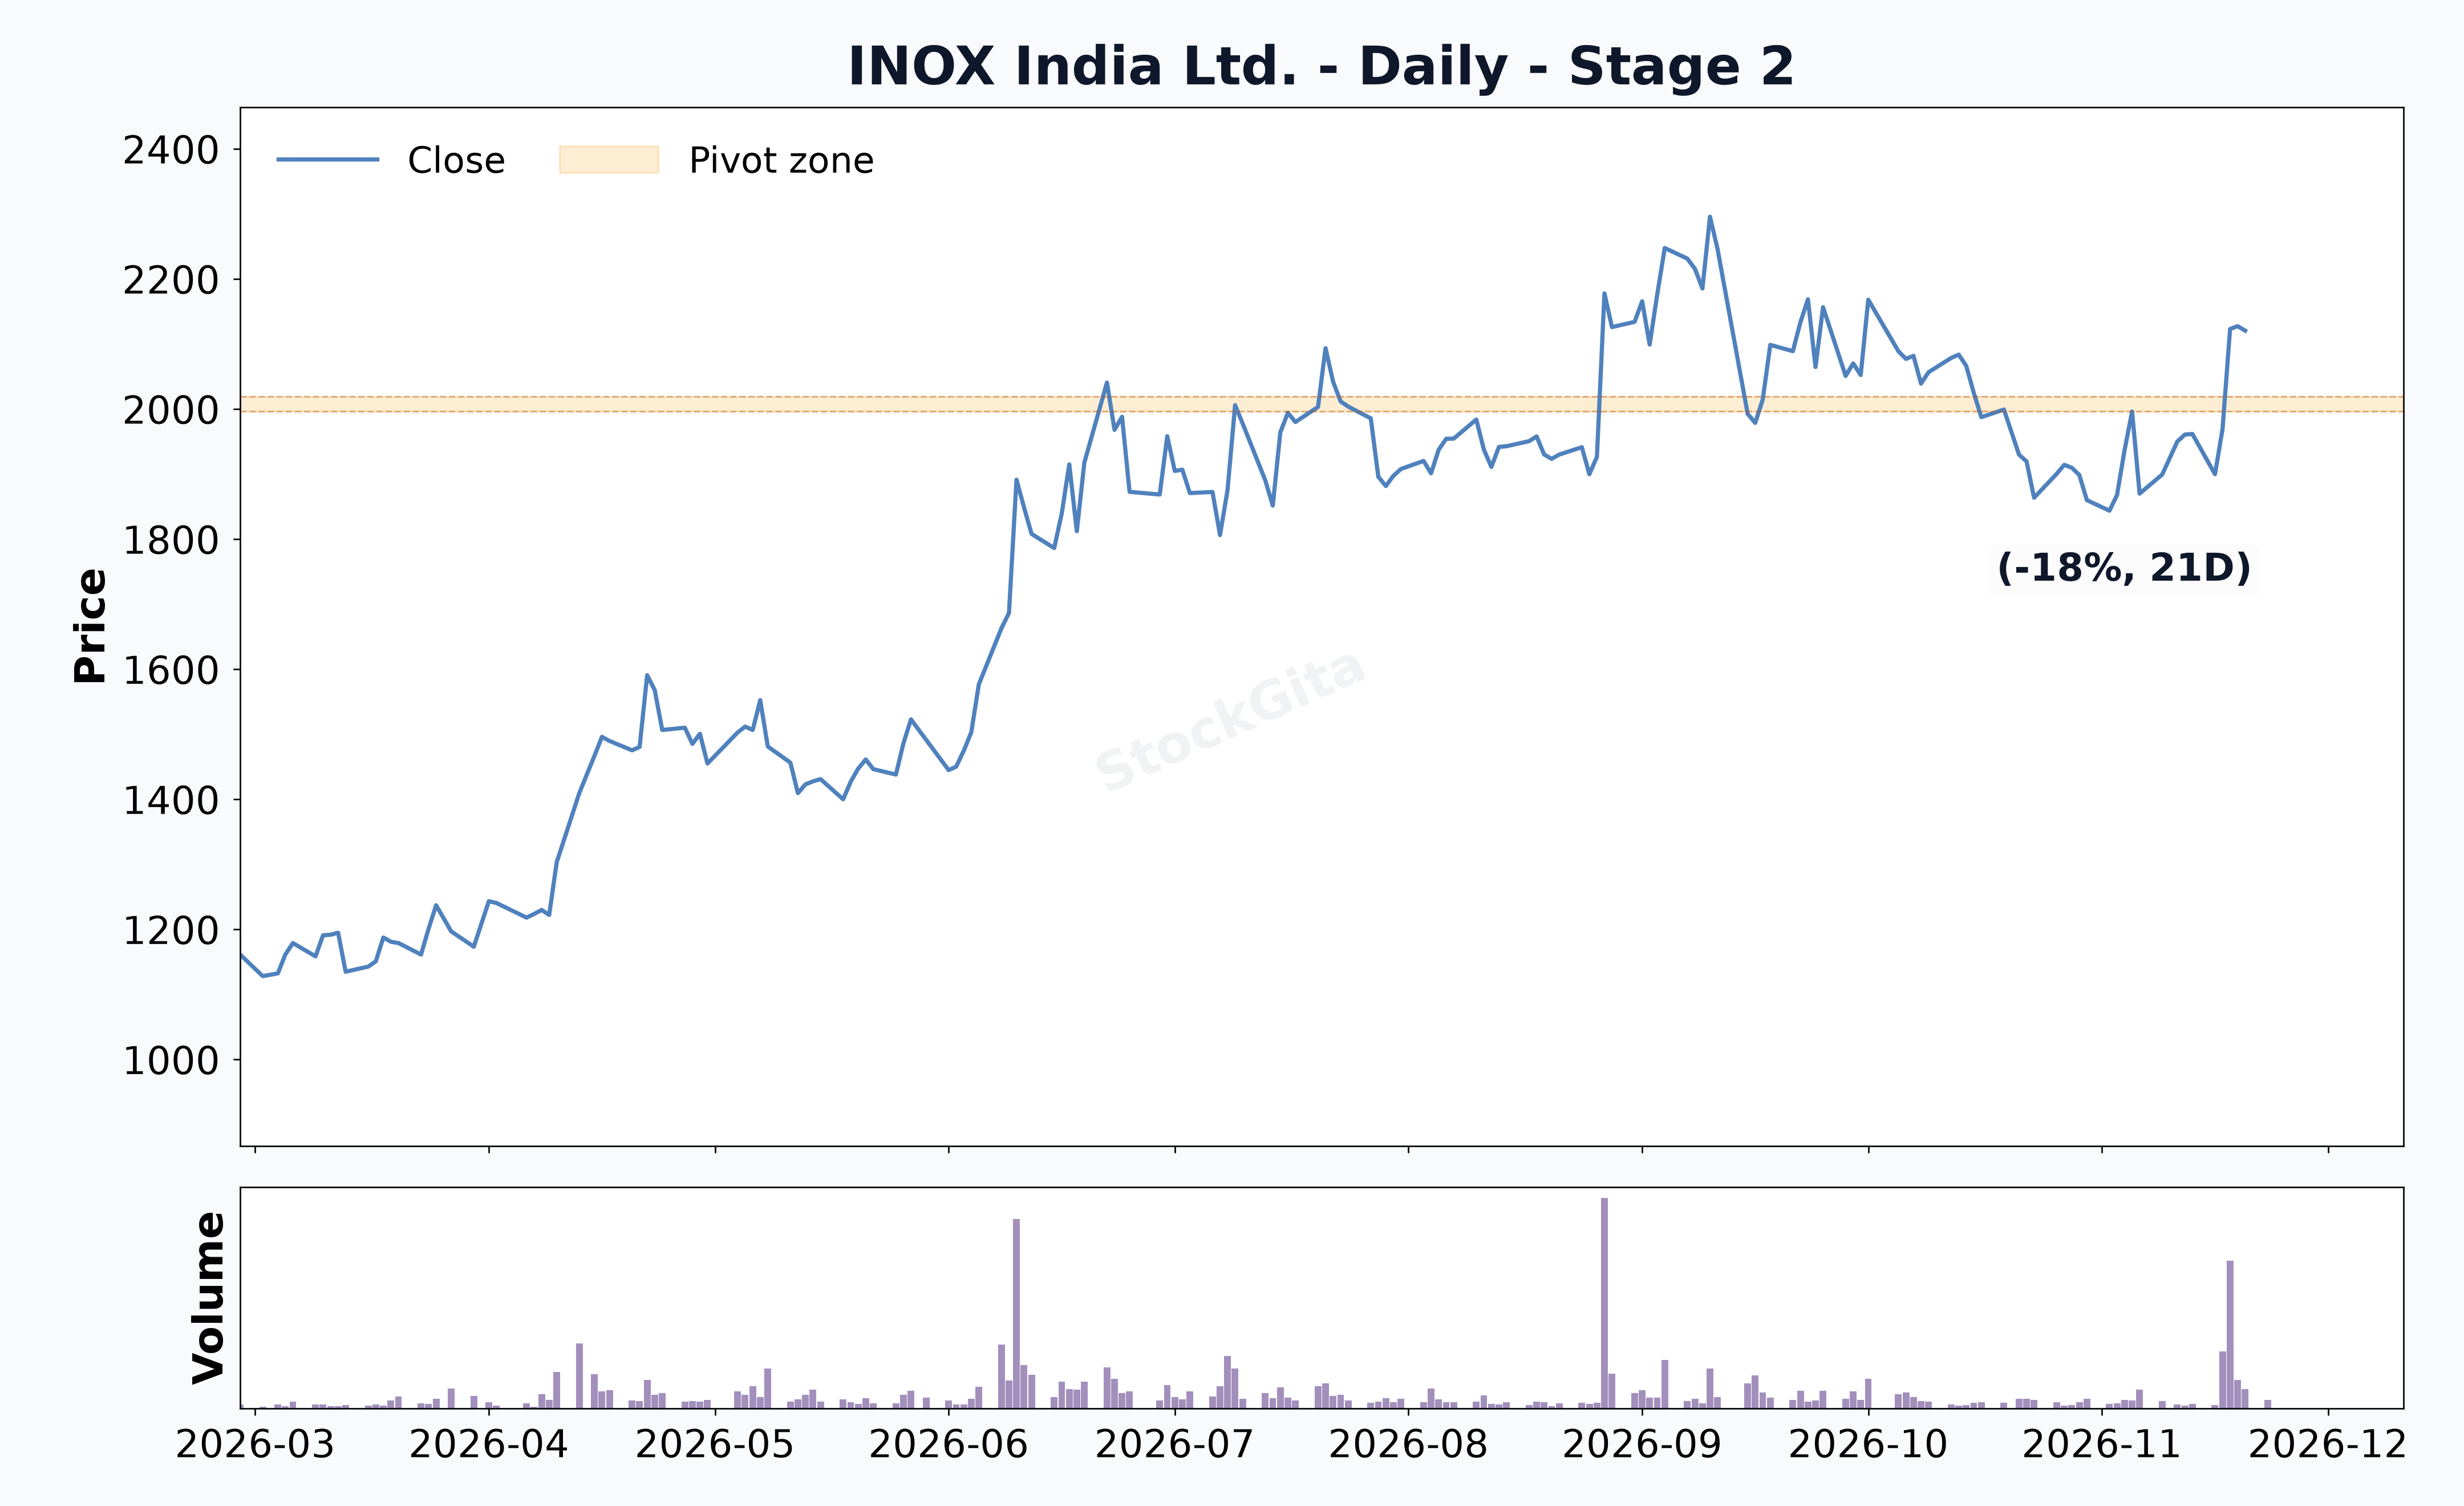 INOX India Ltd. - Daily - Stage 2
Close
Pivot zone
2400
2200
2000
1800
1600
1400
1200
1000
Price
(-18%, 21D)
StockGita
Volume
2026-03
2026-04
2026-05
2026-06
2026-07
2026-08
2026-09
2026-10
2026-11
2026-12